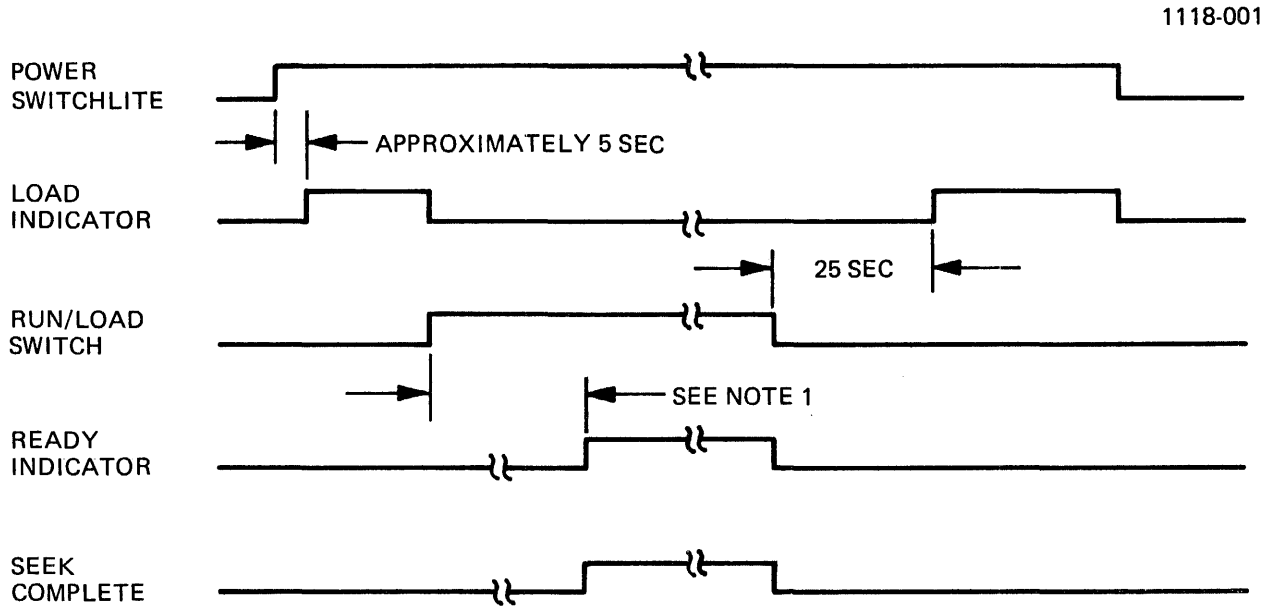 1118-001
POWER
SWITCHLITE
APPROXIMATELY 5 SEC
LOAD
INDICATOR
25 SEC
RUN/LOAD
SWITCH
SEE NOTE 1
READY
INDICATOR
SEEK
COMPLETE